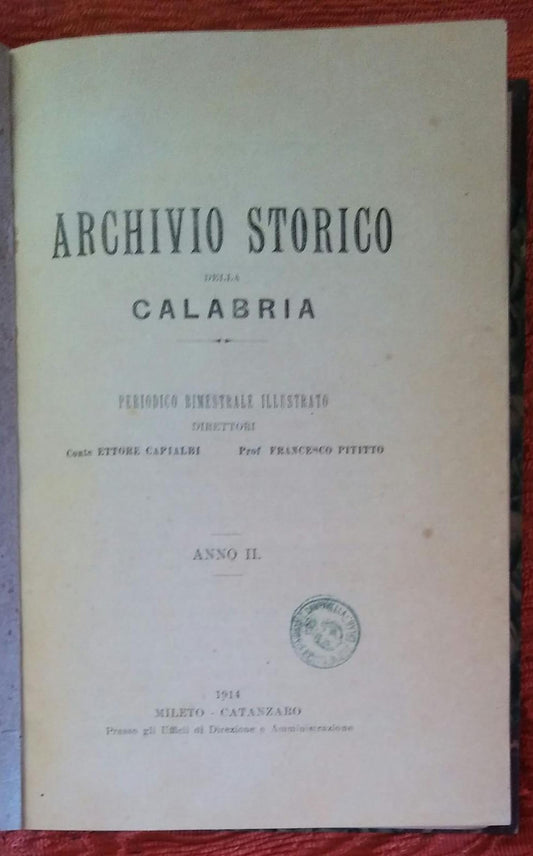 ARCHIVIO STORICO
DELLA
CALABRIA
PERIODICO BIMESTRALE ILLUSTRATO
DIRETTORI
Conte ETTORE CAPIALBI Prof FRANCESCO PITITTO
ANNO II.
1914
MILETO - CATANZARO
Presso gli Uffici di Direzione e Amministrazione